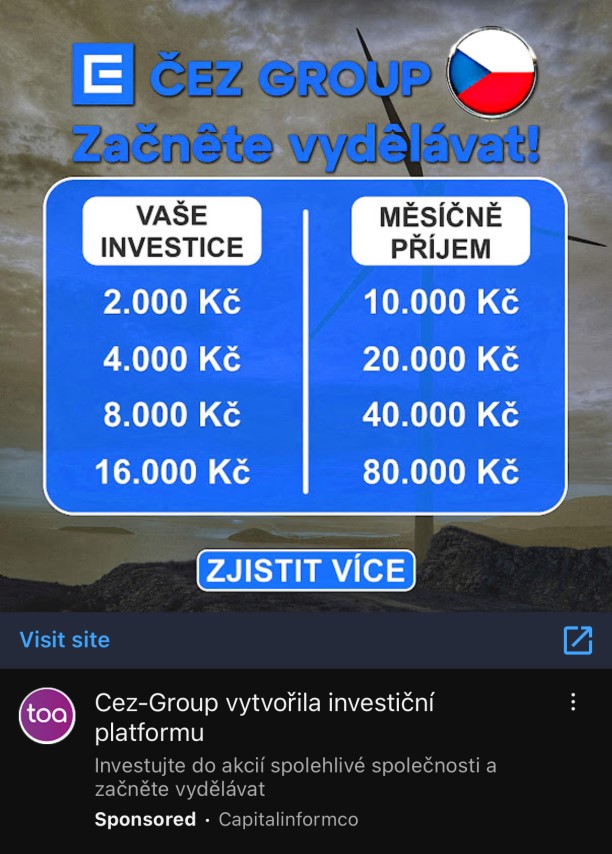 ČEZ GROUP
Začněte vydělávat!
VAŠE
INVESTICE
MĚSÍČNĚ
PŘÍJEM
2.000 Kč
10.000 Kč
4.000 Kč
20.000 Kč
8.000 Kč
40.000 Kč
16.000 Kč
80.000 Kč
ZJISTIT VÍCE
Visit site
toa
Cez-Group vytvořila investiční
platformu
Investujte do akcií spolehlivé společnosti a
začněte vydělávat
Sponsored · Capitalinformco